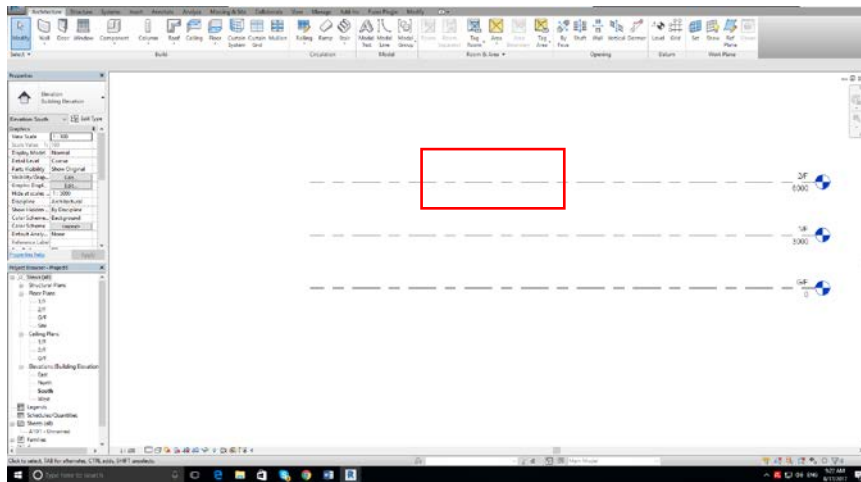 Architecture Structure Systems Insert Annotate Analyze Massing & Site Collaborate View Manage Add-Ins Modify
Modify Wall Door Window Component Column Roof Ceiling Floor Curtain System Curtain Grid Mullion Railing Ramp Stair Model Text Model Line Model Group Tag Room Area Tag Area By Face Shaft Wall Vertical Dormer Level Grid Set Show Ref Plane
Select Build Circulation Model Room & Area Opening Datum Work Plane
Properties
Elevation
Building Elevation
Elevation: South Edit Type
Graphics
View Scale 1 : 100
Scale Value 1: 100
Display Model Normal
Detail Level Coarse
Parts Visibility Show Original
Visibility/Grap... Edit...
Graphic Displ... Edit...
Hide at scales ... 1 : 5000
Discipline Architectural
Show Hidden... By Discipline
Color Scheme... Background
Color Scheme <none>
Default Analy... None
Reference Label
Properties help Apply
Project Browser - Project1
Views (all)
Structural Plans
Floor Plans
1/F
2/F
G/F
Site
Ceiling Plans
1/F
2/F
G/F
Elevations (Building Elevation
East
North
South
West
Legends
Schedules/Quantities
Sheets (all)
A101 - Unnamed
Families
2/F
6000
1/F
3000
G/F
0
1 : 100
Click to select, TAB for alternates, CTRL adds, SHIFT unselects.
Main Model
Type here to search
ENG
9:27 AM